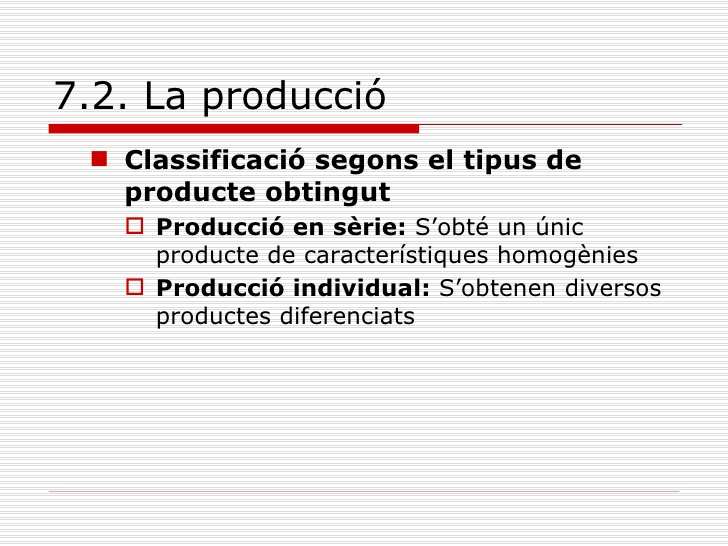 7.2. La producció
Classificació segons el tipus de
producte obtingut
Producció en sèrie: S’obté un únic
producte de característiques homogènies
Producció individual: S’obtenen diversos
productes diferenciats